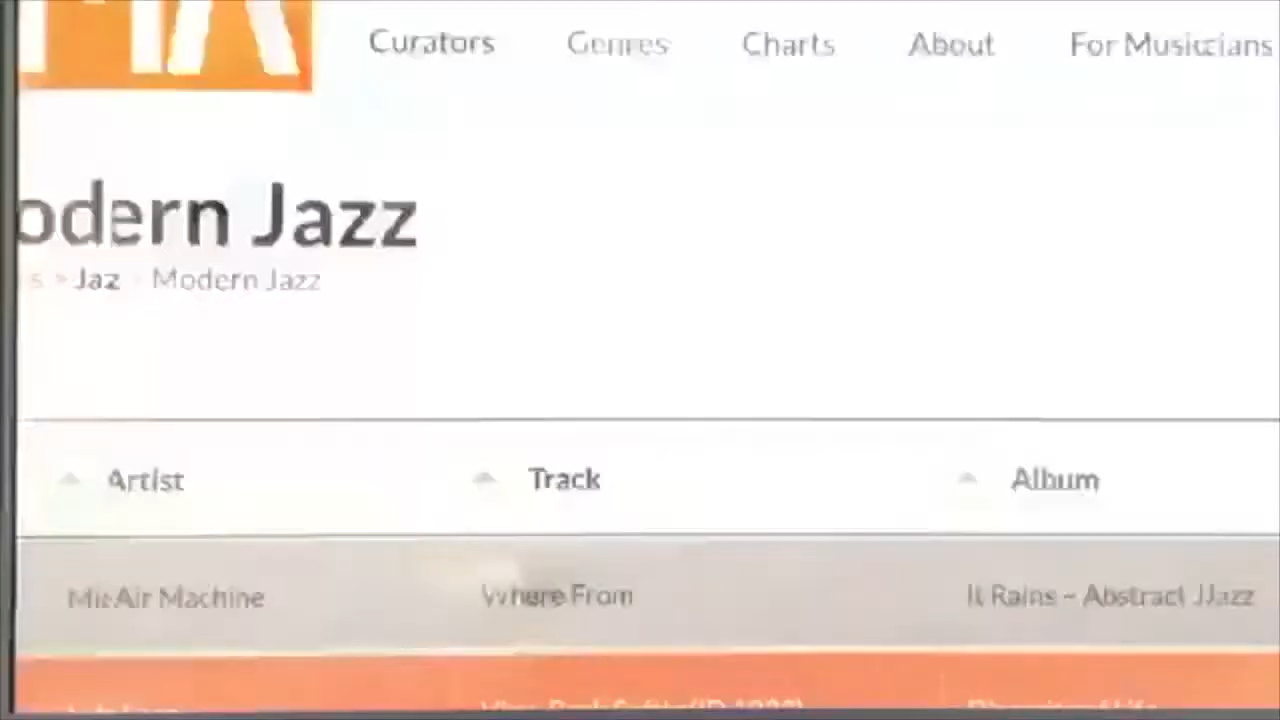 Curators Genres Charts About For Musicians
odern Jazz
s > Jaz > Modern Jazz
Artist Track Album
Air Machine Where From It Rains - Abstract JJazz